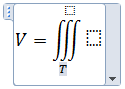 V = ∭
T